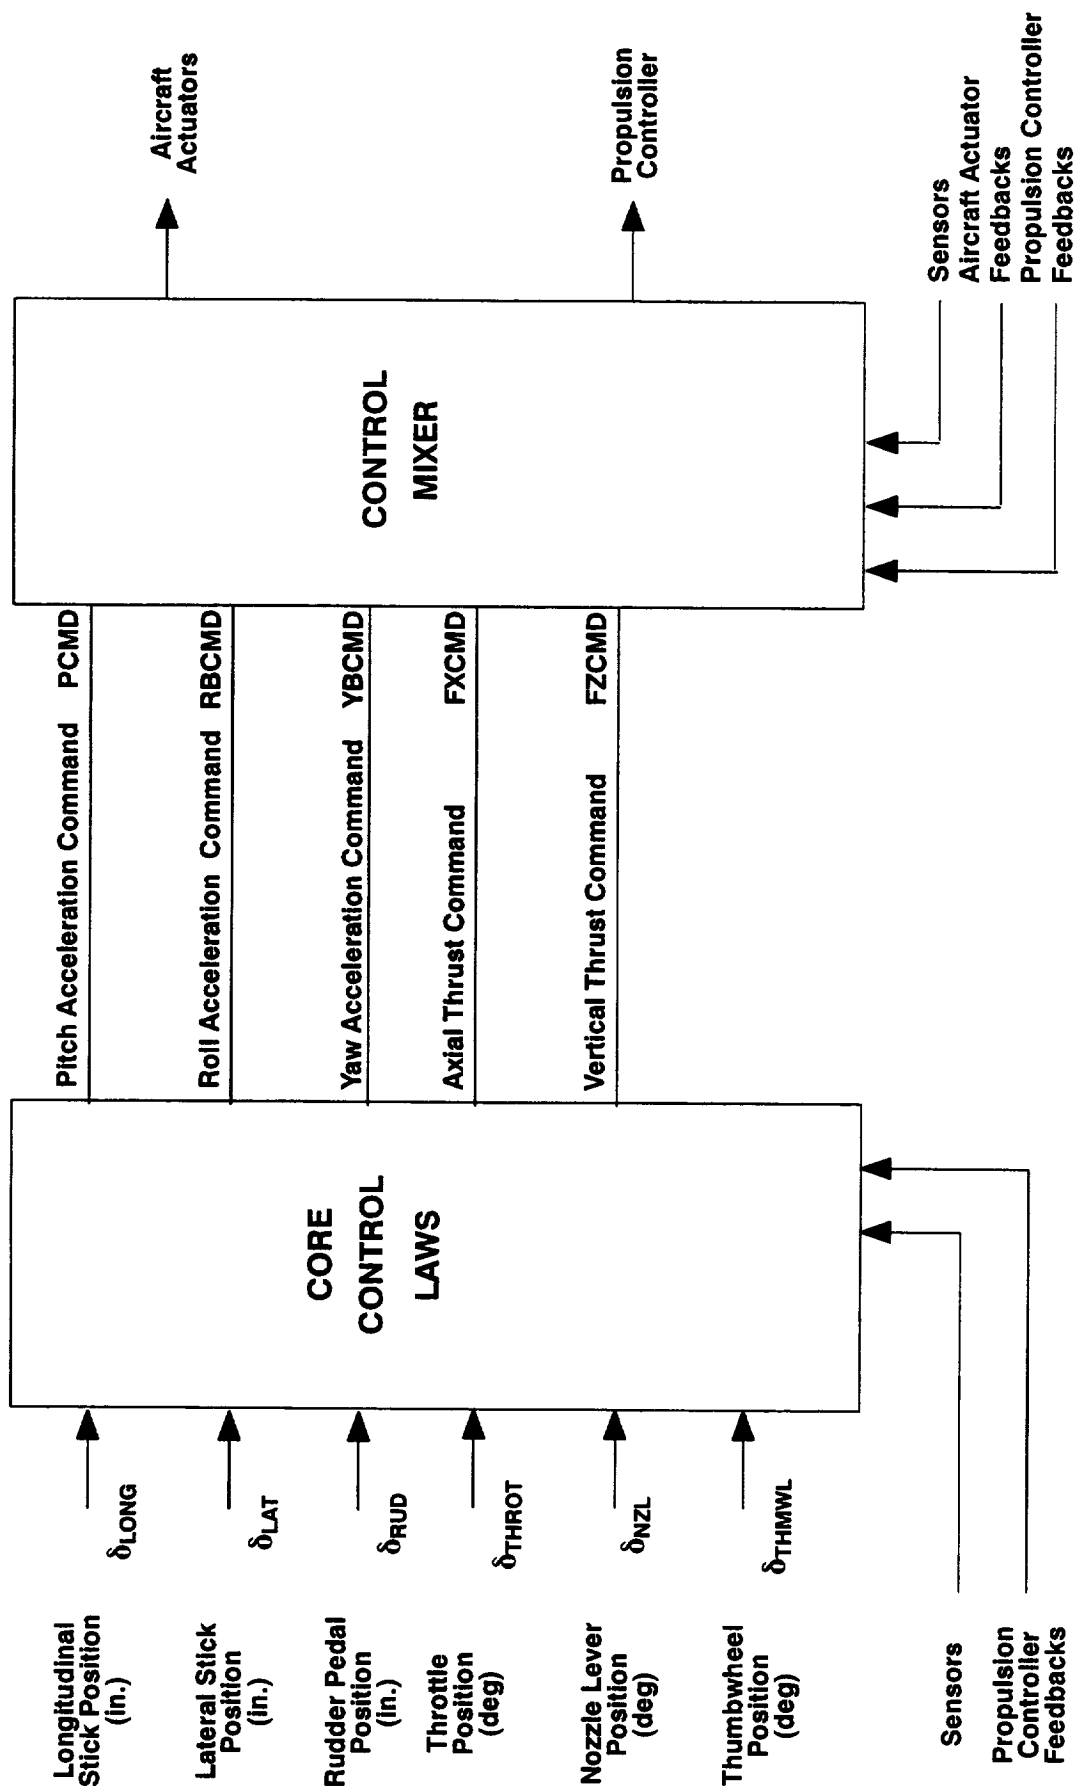 Longitudinal
Stick Position
(in.)
δLONG
Lateral Stick
Position
(in.)
δLAT
Rudder Pedal
Position
(in.)
δRUD
Throttle
Position
(deg)
δTHROT
Nozzle Lever
Position
(deg)
δNZL
Thumbwheel
Position
(deg)
δTHMWL
Sensors
Propulsion
Controller
Feedbacks
CORE
CONTROL
LAWS
Pitch Acceleration Command PCMD
Roll Acceleration Command RBCMD
Yaw Acceleration Command YBCMD
Axial Thrust Command FXCMD
Vertical Thrust Command FZCMD
CONTROL
MIXER
Aircraft
Actuators
Propulsion
Controller
Sensors
Aircraft Actuator
Feedbacks
Propulsion Controller
Feedbacks